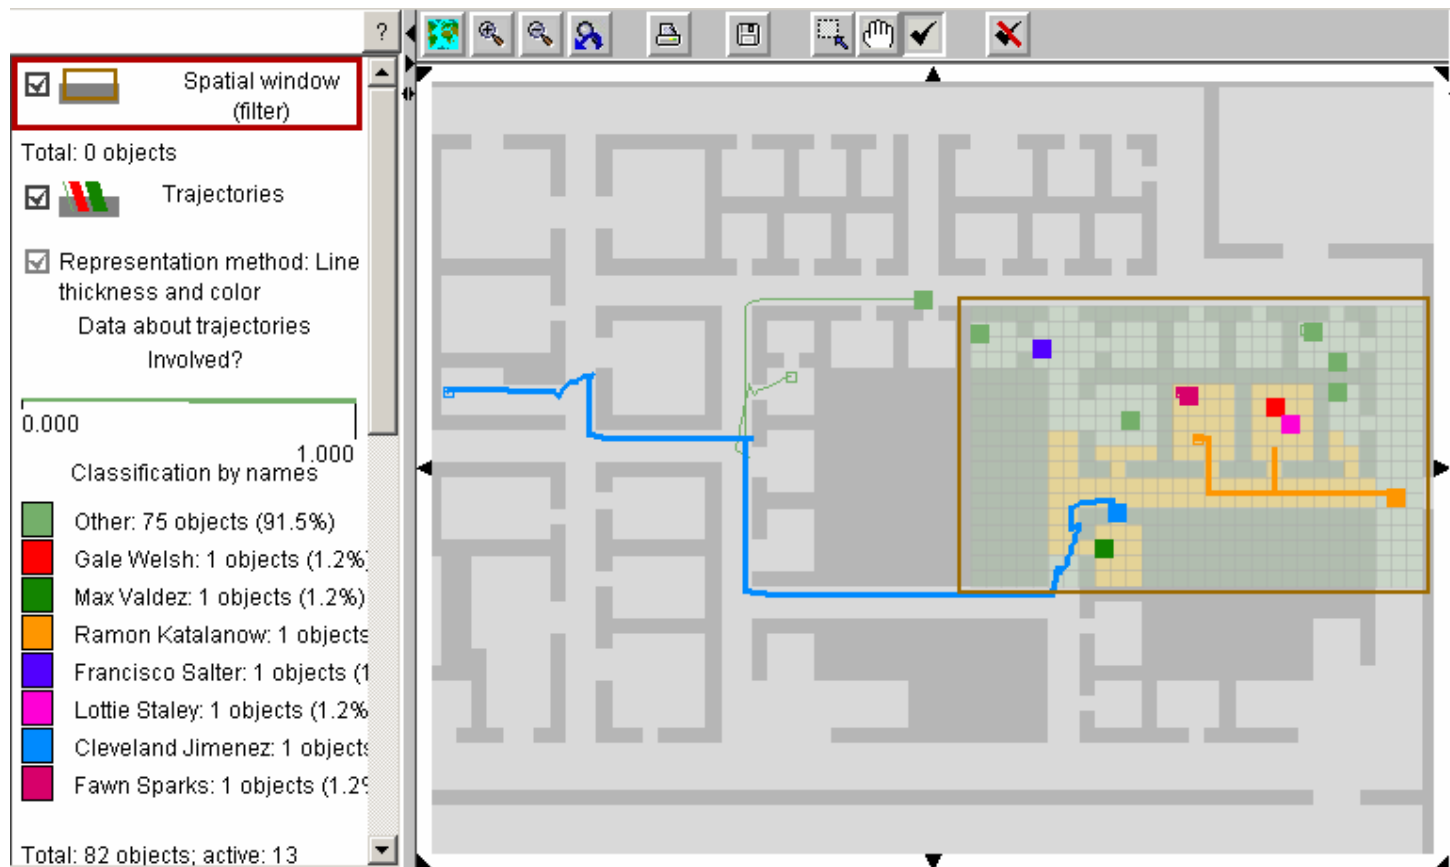 ?
Spatial window
(filter)
Total: 0 objects
Trajectories
Representation method: Line
thickness and color
Data about trajectories
Involved?
0.000
1.000
Classification by names
Other: 75 objects (91.5%)
Gale Welsh: 1 objects (1.2%)
Max Valdez: 1 objects (1.2%)
Ramon Katalanow: 1 objects
Francisco Salter: 1 objects (1
Lottie Staley: 1 objects (1.2%
Cleveland Jimenez: 1 objects
Fawn Sparks: 1 objects (1.2%
Total: 82 objects; active: 13